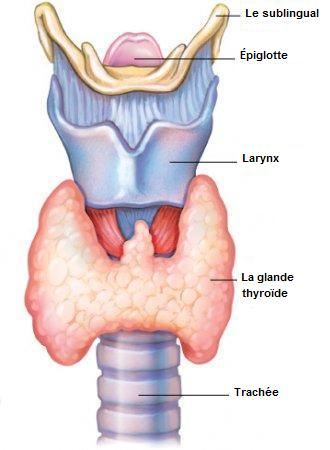 Le sublingual
Épiglotte
Larynx
La glande
thyroïde
Trachée